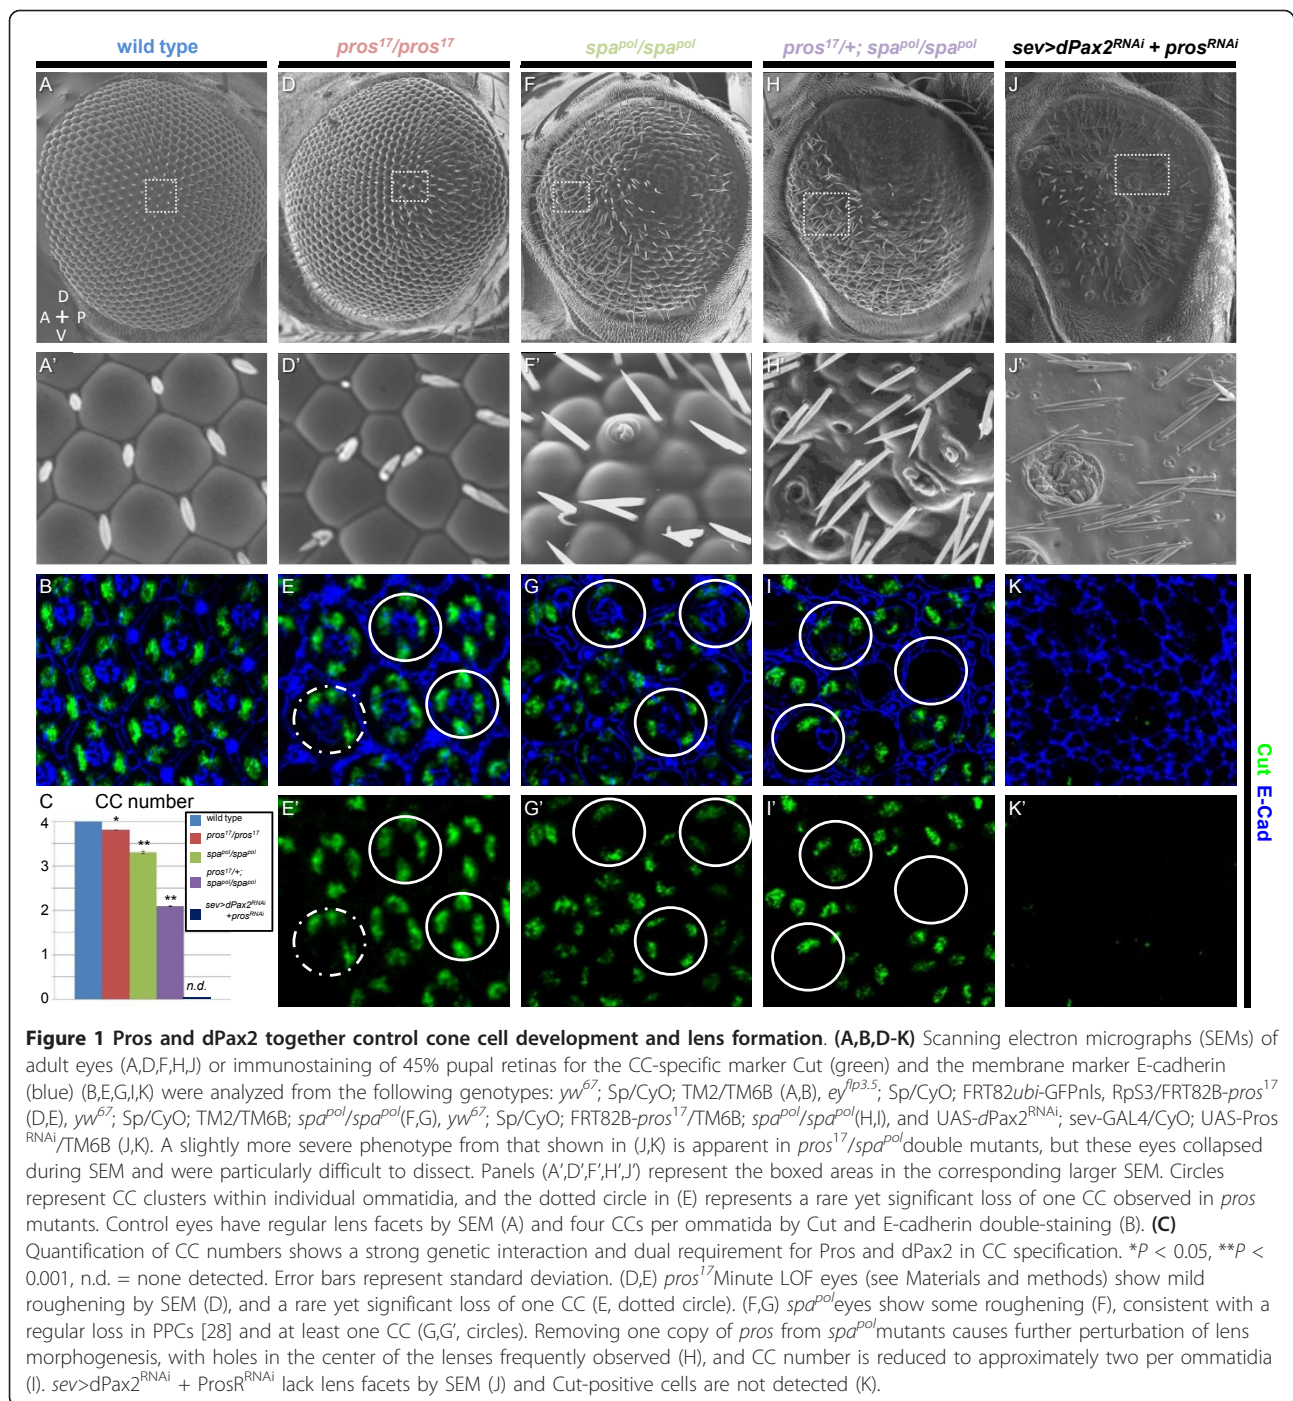 wild type
pros17/pros17
spapol/spapol
pros17/+; spapol/spapol
sev>dPax2RNAi + prosRNAi
A
D
F
H
J
D
A + P
V
A'
D'
F'
H'
J'
B
E
G
I
K
Cut E-Cad
C CC number
4
3
2
1
0
*
**
**
n.d.
wild type
pros17/pros17
spapol/spapol
pros17/+;
spapol/spapol
sev>dPax2RNAi
+prosRNAi
E'
G'
I'
K'
Figure 1 Pros and dPax2 together control cone cell development and lens formation. (A,B,D-K) Scanning electron micrographs (SEMs) of
adult eyes (A,D,F,H,J) or immunostaining of 45% pupal retinas for the CC-specific marker Cut (green) and the membrane marker E-cadherin
(blue) (B,E,G,I,K) were analyzed from the following genotypes: yw67; Sp/CyO; TM2/TM6B (A,B), eyflp3.5; Sp/CyO; FRT82ubi-GFPnls, RpS3/FRT82B-pros17
(D,E), yw67; Sp/CyO; TM2/TM6B; spapol/spapol(F,G), yw67; Sp/CyO; FRT82B-pros17/TM6B; spapol/spapol(H,I), and UAS-dPax2RNAi; sev-GAL4/CyO; UAS-Pros
RNAi/TM6B (J,K). A slightly more severe phenotype from that shown in (J,K) is apparent in pros17/spapoldouble mutants, but these eyes collapsed
during SEM and were particularly difficult to dissect. Panels (A',D',F',H',J') represent the boxed areas in the corresponding larger SEM. Circles
represent CC clusters within individual ommatidia, and the dotted circle in (E) represents a rare yet significant loss of one CC observed in pros
mutants. Control eyes have regular lens facets by SEM (A) and four CCs per ommatida by Cut and E-cadherin double-staining (B). (C)
Quantification of CC numbers shows a strong genetic interaction and dual requirement for Pros and dPax2 in CC specification. *P < 0.05, **P <
0.001, n.d. = none detected. Error bars represent standard deviation. (D,E) pros17Minute LOF eyes (see Materials and methods) show mild
roughening by SEM (D), and a rare yet significant loss of one CC (E, dotted circle). (F,G) spapoleyes show some roughening (F), consistent with a
regular loss in PPCs [28] and at least one CC (G,G', circles). Removing one copy of pros from spapolmutants causes further perturbation of lens
morphogenesis, with holes in the center of the lenses frequently observed (H), and CC number is reduced to approximately two per ommatidia
(I). sev>dPax2RNAi + ProsRRNAi lack lens facets by SEM (J) and Cut-positive cells are not detected (K).